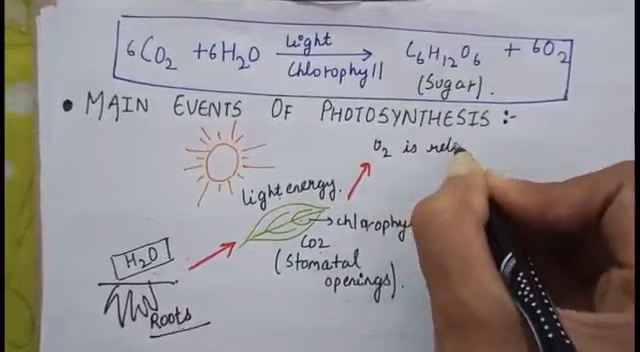 6CO2 + 6H2O Light Chlorophyll C6H12O6 + 6O2
(Sugar).
• MAIN EVENTS OF PHOTOSYNTHESIS :-
O2 is rele
light energy.
chlorophy
CO2
(Stomatal
openings).
H2O
Roots